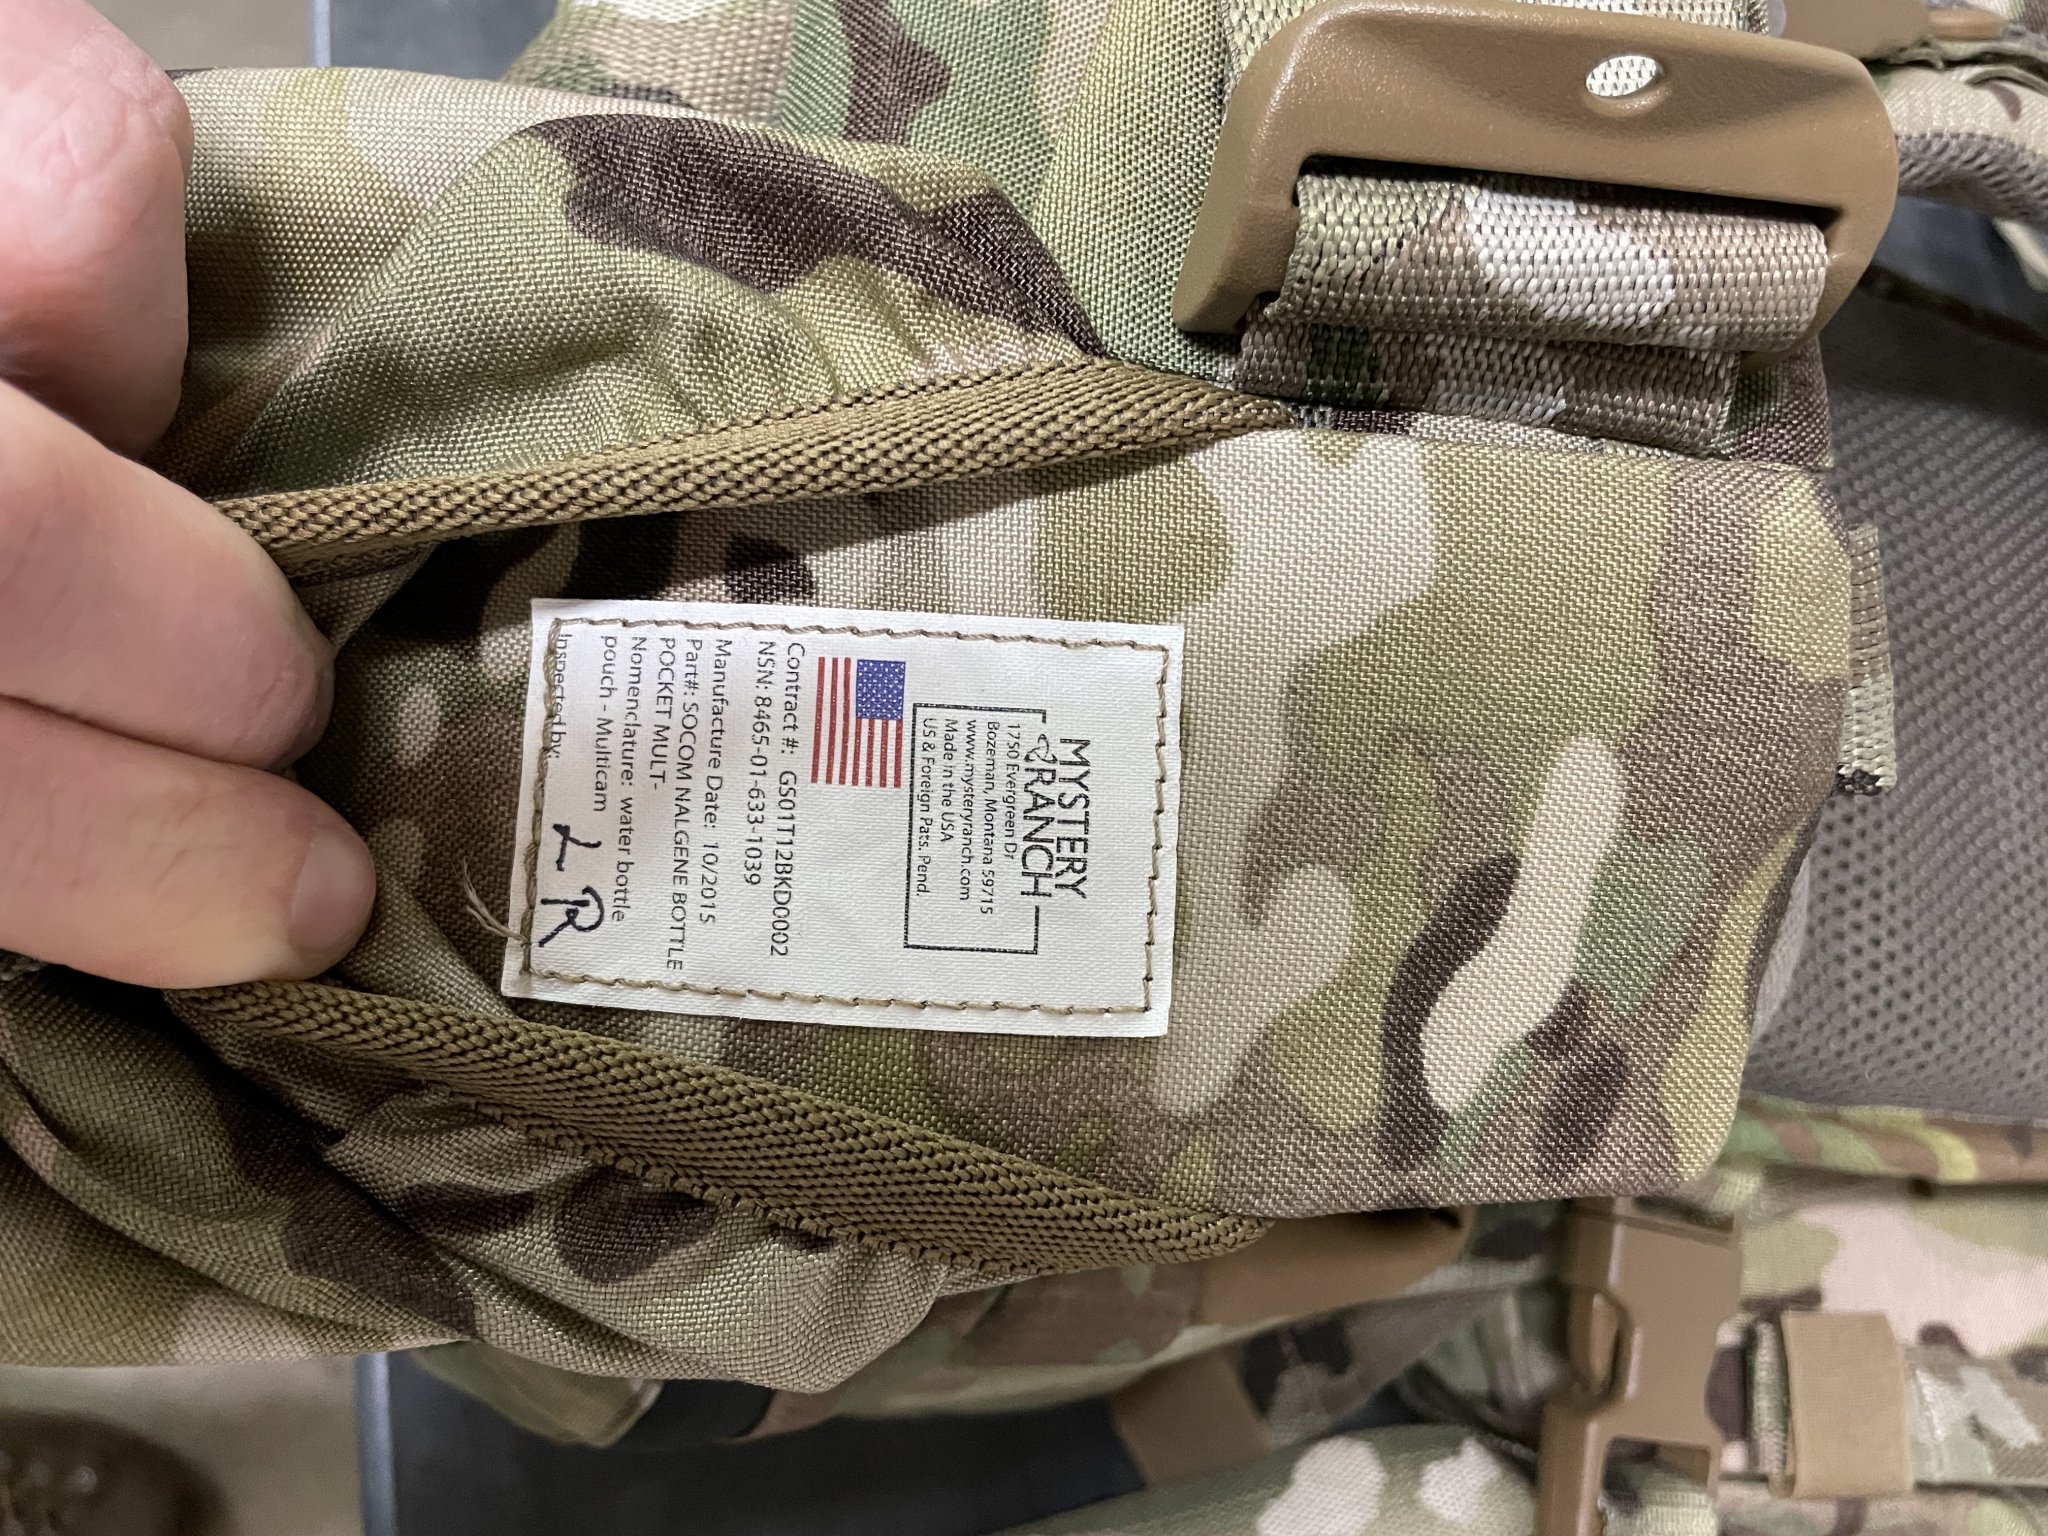 MYSTERY
RANCH
1750 Evergreen Dr
Bozeman, Montana 59715
www.mysteryranch.com
Made in the USA
US & Foreign Pats. Pend.
Contract #: GS01T12BKD0002
NSN: 8465-01-633-1039
Manufacture Date: 10/2015
Part#: SOCOM NALGENE BOTTLE
POCKET MULT-
Nomenclature: water bottle
pouch - Multicam
Inspected by: L R